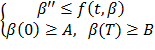 β'' ≤ f(t, β)
β(0) ≥ A, β(T) ≥ B